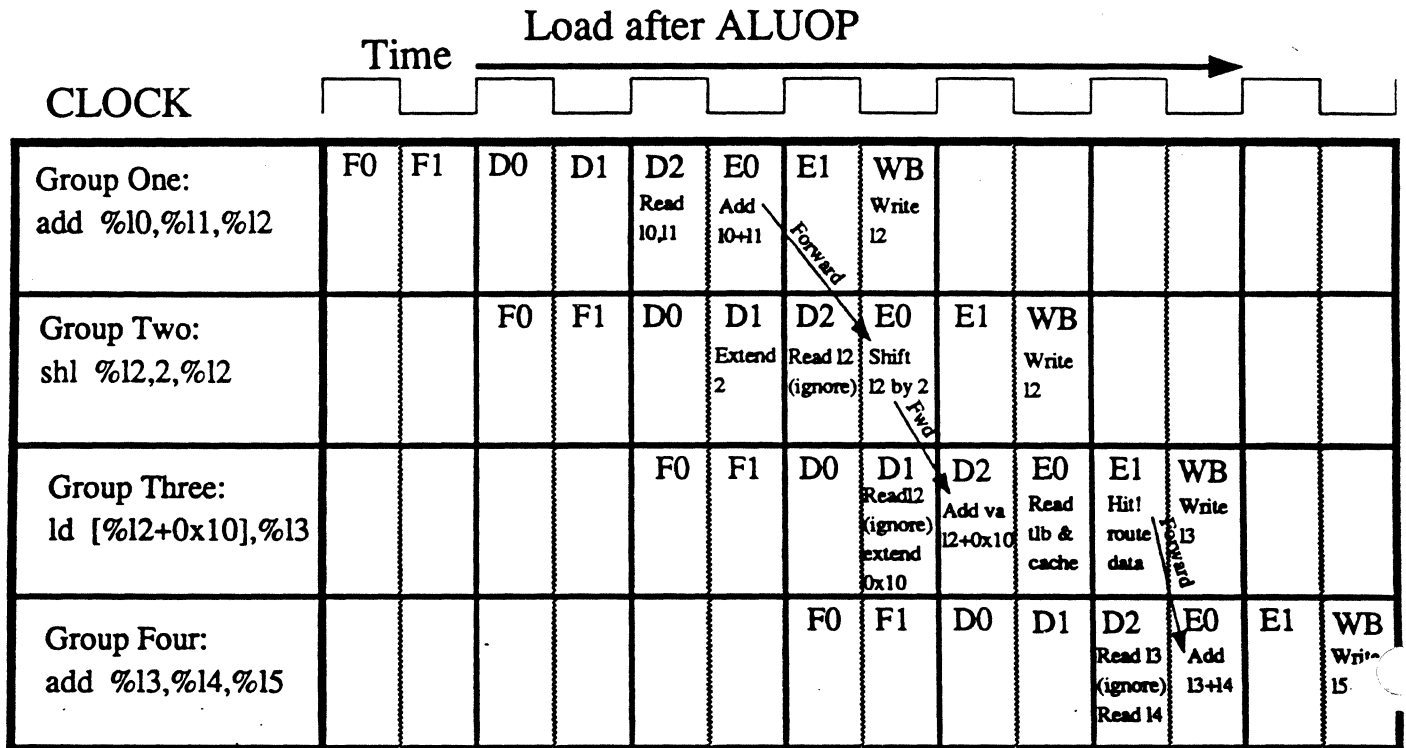 Load after ALUOP
Time
CLOCK
Group One:
add %l0,%l1,%l2
F0 F1 D0 D1 D2 E0 E1 WB
Read
l0,l1
Add
l0+l1
Forward
Write
l2
Group Two:
shl %l2,2,%l2
F0 F1 D0 D1 D2 E0 E1 WB
Extend
2
Read l2
(ignore)
Shift
l2 by 2
Fwd
Write
l2
Group Three:
ld [%l2+0x10],%l3
F0 F1 D0 D1 D2 E0 E1 WB
Readl2
(ignore)
extend
0x10
Add va
l2+0x10
Read
tlb &
cache
Hit!
route
data
Forward
Write
l3
Group Four:
add %l3,%l4,%l5
F0 F1 D0 D1 D2 E0 E1 WB
Read l3
(ignore)
Read l4
Add
l3+l4
Write
l5